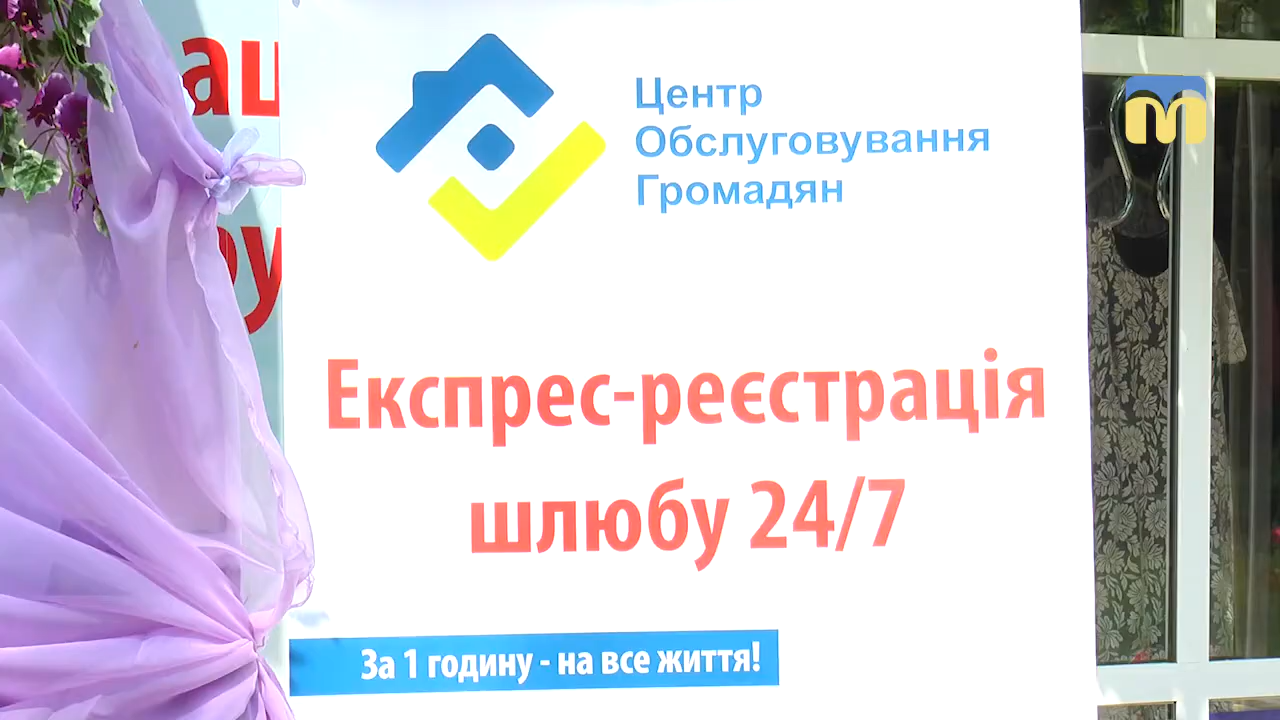 Центр
Обслуговування
Громадян
Експрес-реєстрація
шлюбу 24/7
За 1 годину - на все життя!